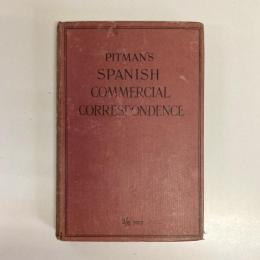 PITMAN'S
SPANISH
COMMERCIAL
CORRESPONDENCE